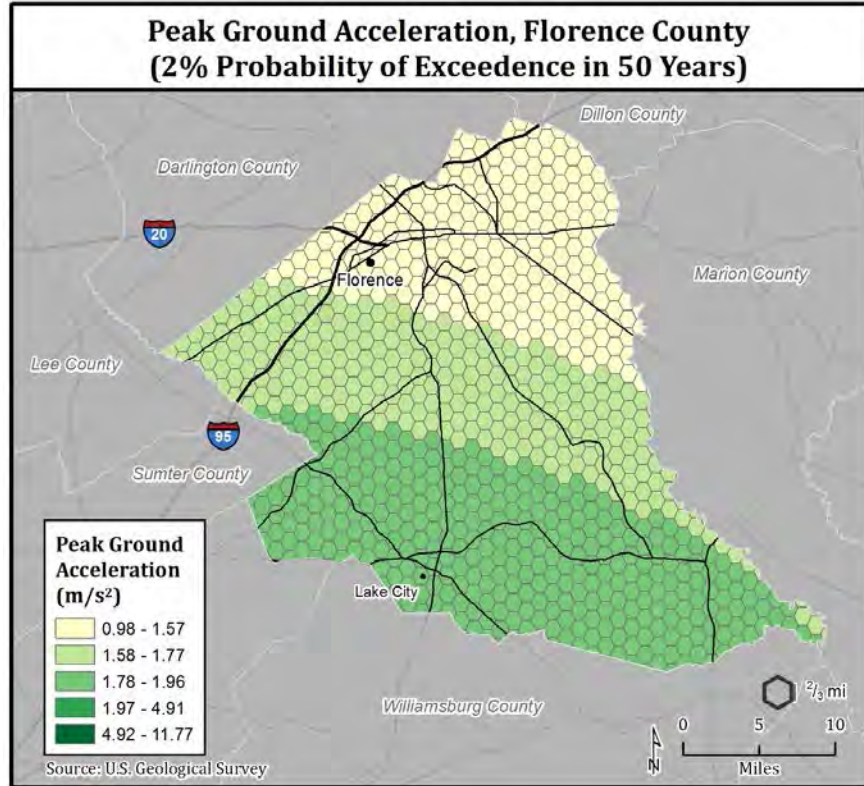 Peak Ground Acceleration, Florence County
(2% Probability of Exceedence in 50 Years)
Dillon County
Darlington County
20
Marion County
Florence
Lee County
95
Sumter County
Peak Ground
Acceleration
(m/s²)
0.98 - 1.57
1.58 - 1.77
1.78 - 1.96
1.97 - 4.91
4.92 - 11.77
Lake City
Williamsburg County
²/₃ mi
N
0 5 10
Miles
Source: U.S. Geological Survey